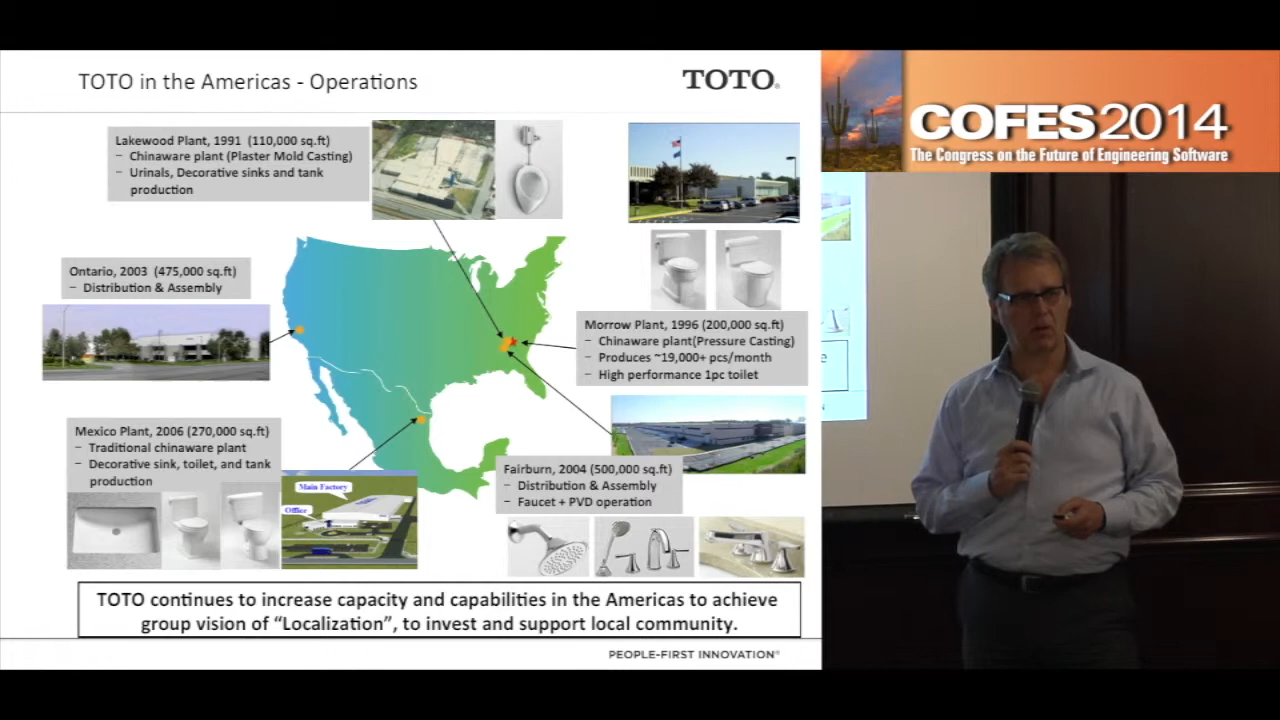 TOTO in the Americas - Operations
TOTO®
COFES2014
The Congress on the Future of Engineering Software
Lakewood Plant, 1991 (110,000 sq.ft)
– Chinaware plant (Plaster Mold Casting)
– Urinals, Decorative sinks and tank
production
Ontario, 2003 (475,000 sq.ft)
– Distribution & Assembly
Morrow Plant, 1996 (200,000 sq.ft)
– Chinaware plant(Pressure Casting)
– Produces ~19,000+ pcs/month
– High performance 1pc toilet
Mexico Plant, 2006 (270,000 sq.ft)
– Traditional chinaware plant
– Decorative sink, toilet, and tank
production
Main Factory
Office
Fairburn, 2004 (500,000 sq.ft)
– Distribution & Assembly
– Faucet + PVD operation
TOTO continues to increase capacity and capabilities in the Americas to achieve
group vision of “Localization”, to invest and support local community.
PEOPLE-FIRST INNOVATION®